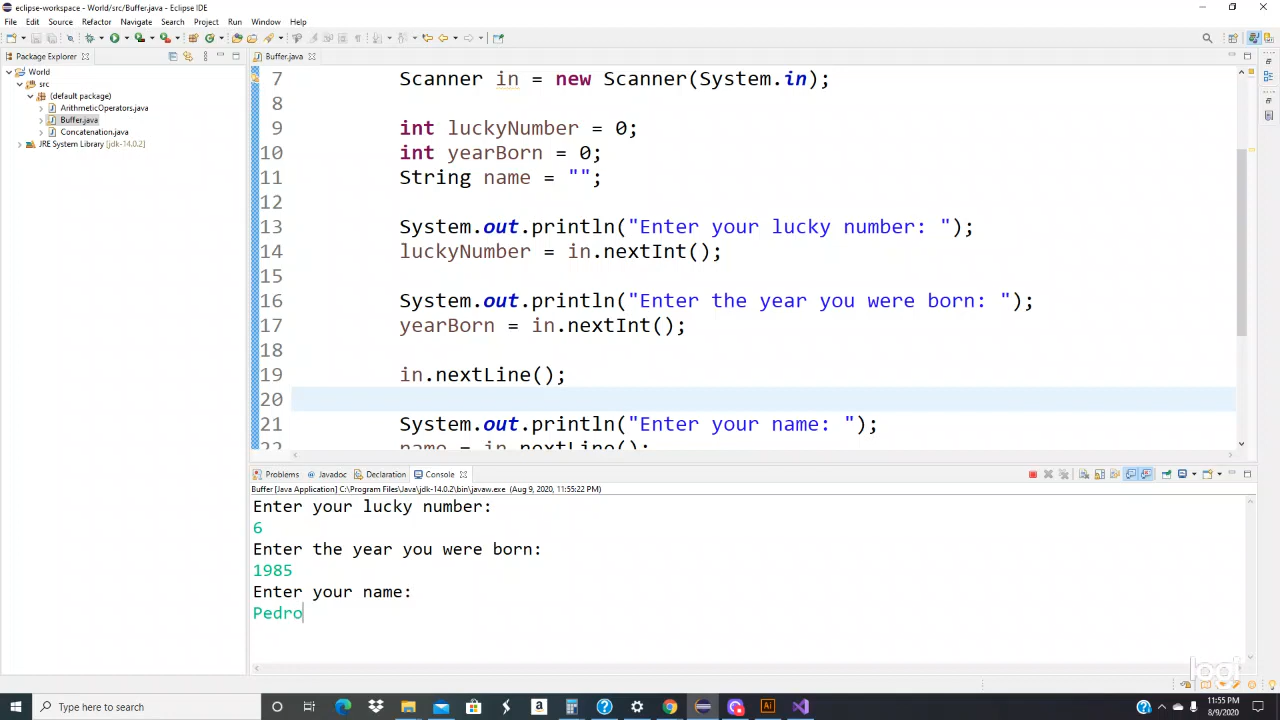 eclipse-workspace - World/src/Buffer.java - Eclipse IDE
File Edit Source Refactor Navigate Search Project Run Window Help
Package Explorer
Buffer.java
World
src
(default package)
ArithmeticOperators.java
Buffer.java
Concatenation.java
JRE System Library [jdk-14.0.2]
7 Scanner in = new Scanner(System.in);
8
9 int luckyNumber = 0;
10 int yearBorn = 0;
11 String name = "";
12
13 System.out.println("Enter your lucky number: ");
14 luckyNumber = in.nextInt();
15
16 System.out.println("Enter the year you were born: ");
17 yearBorn = in.nextInt();
18
19 in.nextLine();
20
21 System.out.println("Enter your name: ");
22 name = in.nextLine();
Problems Javadoc Declaration Console
Buffer [Java Application] C:\Program Files\Java\jdk-14.0.2\bin\javaw.exe (Aug 9, 2020, 11:55:22 PM)
Enter your lucky number:
6
Enter the year you were born:
1985
Enter your name:
Pedro
logi
Type here to search
11:55 PM
8/9/2020